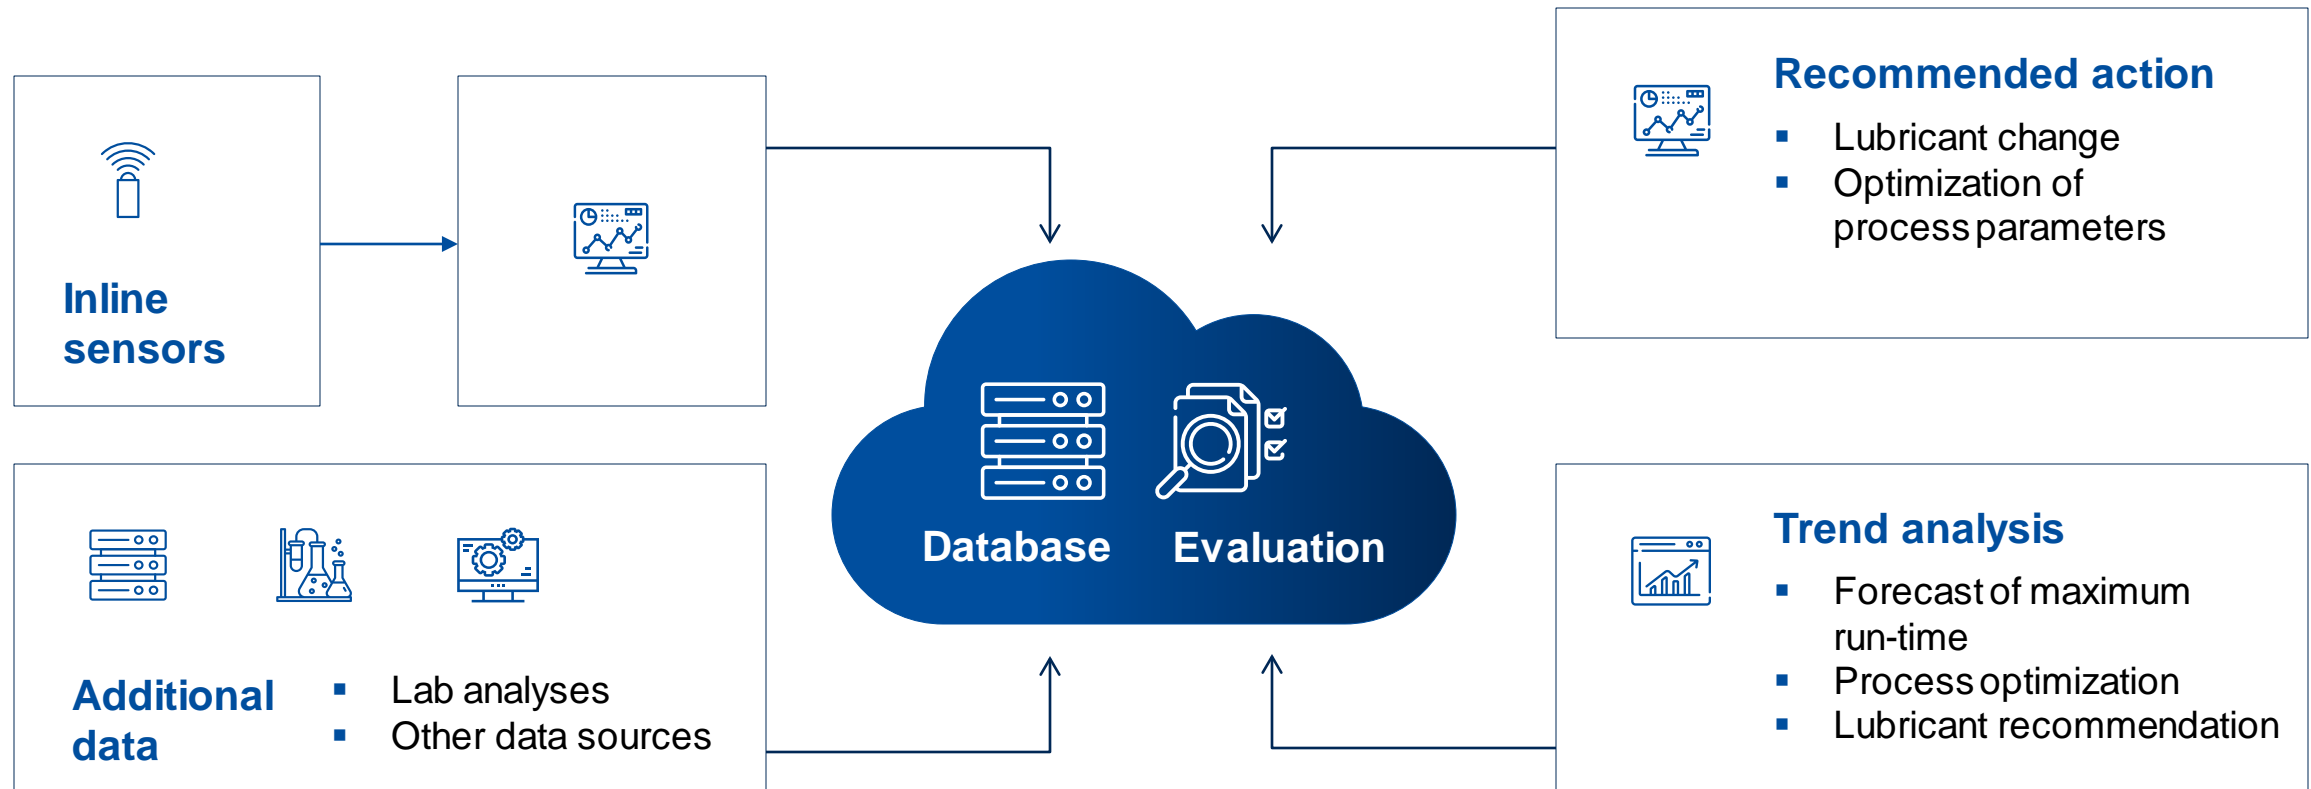 Inline
sensors
Additional
data
▪ Lab analyses
▪ Other data sources
Database
Evaluation
Recommended action
▪ Lubricant change
▪ Optimization of
process parameters
Trend analysis
▪ Forecast of maximum
run-time
▪ Process optimization
▪ Lubricant recommendation